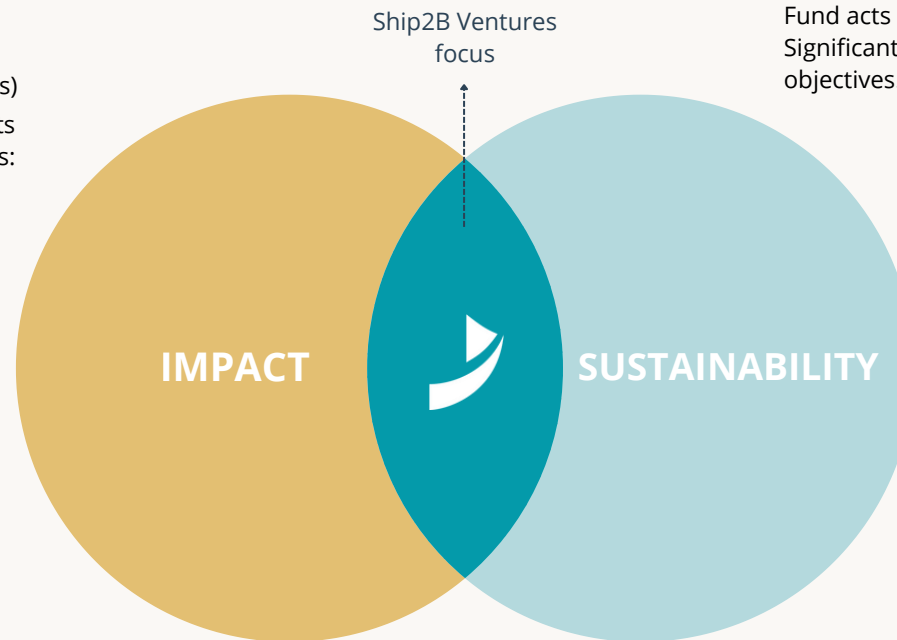 Ship2B Ventures
focus
Fund acts
Significant
objectives
s)
ts
s:
IMPACT
SUSTAINABILITY